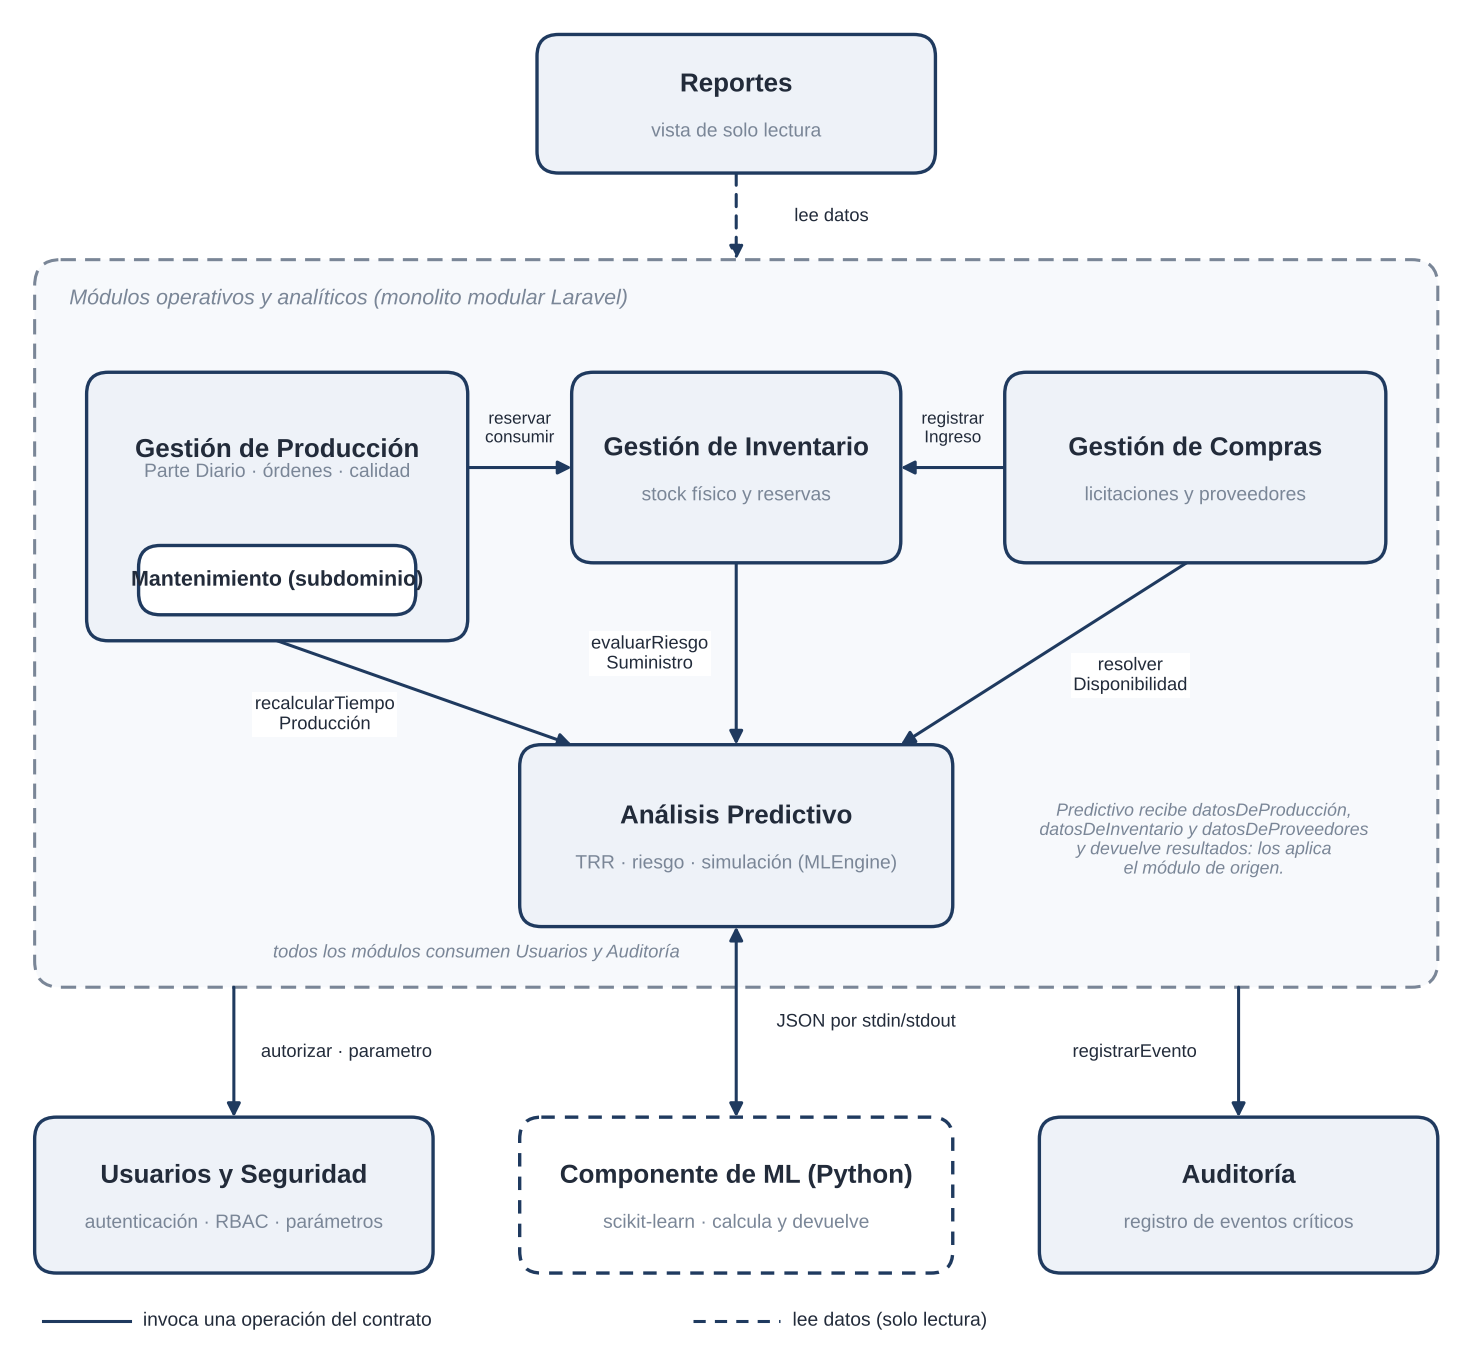 Reportes
vista de solo lectura
lee datos
Módulos operativos y analíticos (monolito modular Laravel)
Gestión de Producción
Parte Diario · órdenes · calidad
Mantenimiento (subdominio)
reservar
consumir
Gestión de Inventario
stock físico y reservas
registrar
Ingreso
Gestión de Compras
licitaciones y proveedores
recalcularTiempo
Producción
evaluarRiesgo
Suministro
resolver
Disponibilidad
Análisis Predictivo
TRR · riesgo · simulación (MLEngine)
Predictivo recibe datosDeProducción,
datosDeInventario y datosDeProveedores
y devuelve resultados: los aplica
el módulo de origen.
todos los módulos consumen Usuarios y Auditoría
autorizar · parametro
JSON por stdin/stdout
registrarEvento
Usuarios y Seguridad
autenticación · RBAC · parámetros
Componente de ML (Python)
scikit-learn · calcula y devuelve
Auditoría
registro de eventos críticos
invoca una operación del contrato
lee datos (solo lectura)